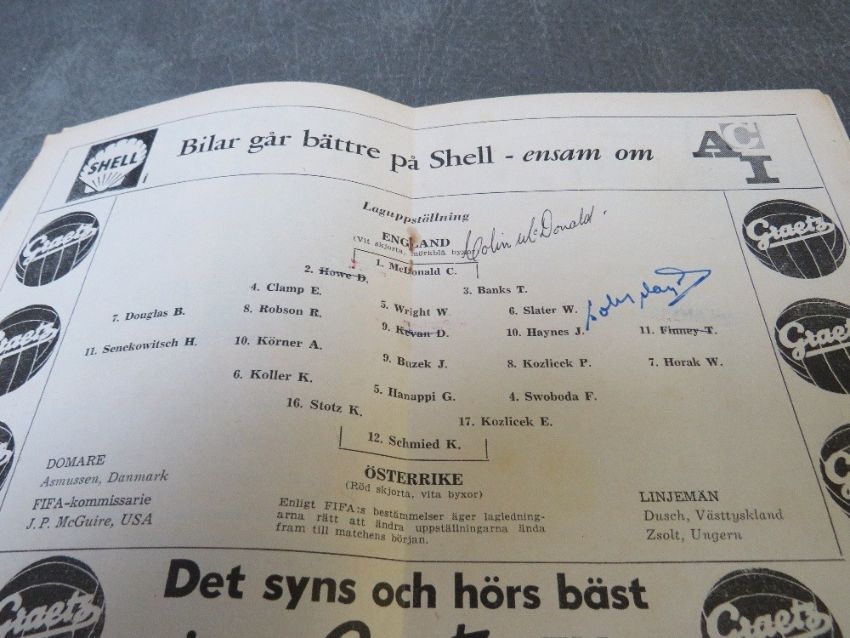 SHELL
Bilar går bättre på Shell - ensam om
ACI
Laguppställning
ENGLAND
(Vit skjorta, mörkblå byxor)
Colin McDonald.
1. McDonald C.
2. Howe D.
3. Banks T.
4. Clamp E.
5. Wright W.
6. Slater W.
7. Douglas B.
8. Robson R.
9. Kevan D.
10. Haynes J.
11. Finney T.
11. Senekowitsch H.
10. Körner A.
9. Buzek J.
8. Kozlicek P.
7. Horak W.
6. Koller K.
5. Hanappi G.
4. Swoboda F.
16. Stotz K.
17. Kozlicek E.
12. Schmied K.
ÖSTERRIKE
(Röd skjorta, vita byxor)
Enligt FIFA:s bestämmelser äger lagledning-
arna rätt att ändra uppställningarna ända
fram till matchens början.
DOMARE
Asmussen, Danmark
FIFA-kommissarie
J. P. McGuire, USA
LINJEMÄN
Dusch, Västtyskland
Zsolt, Ungern
Graetz
Graetz
Graetz
Graetz
Det syns och hörs bäst
Graetz